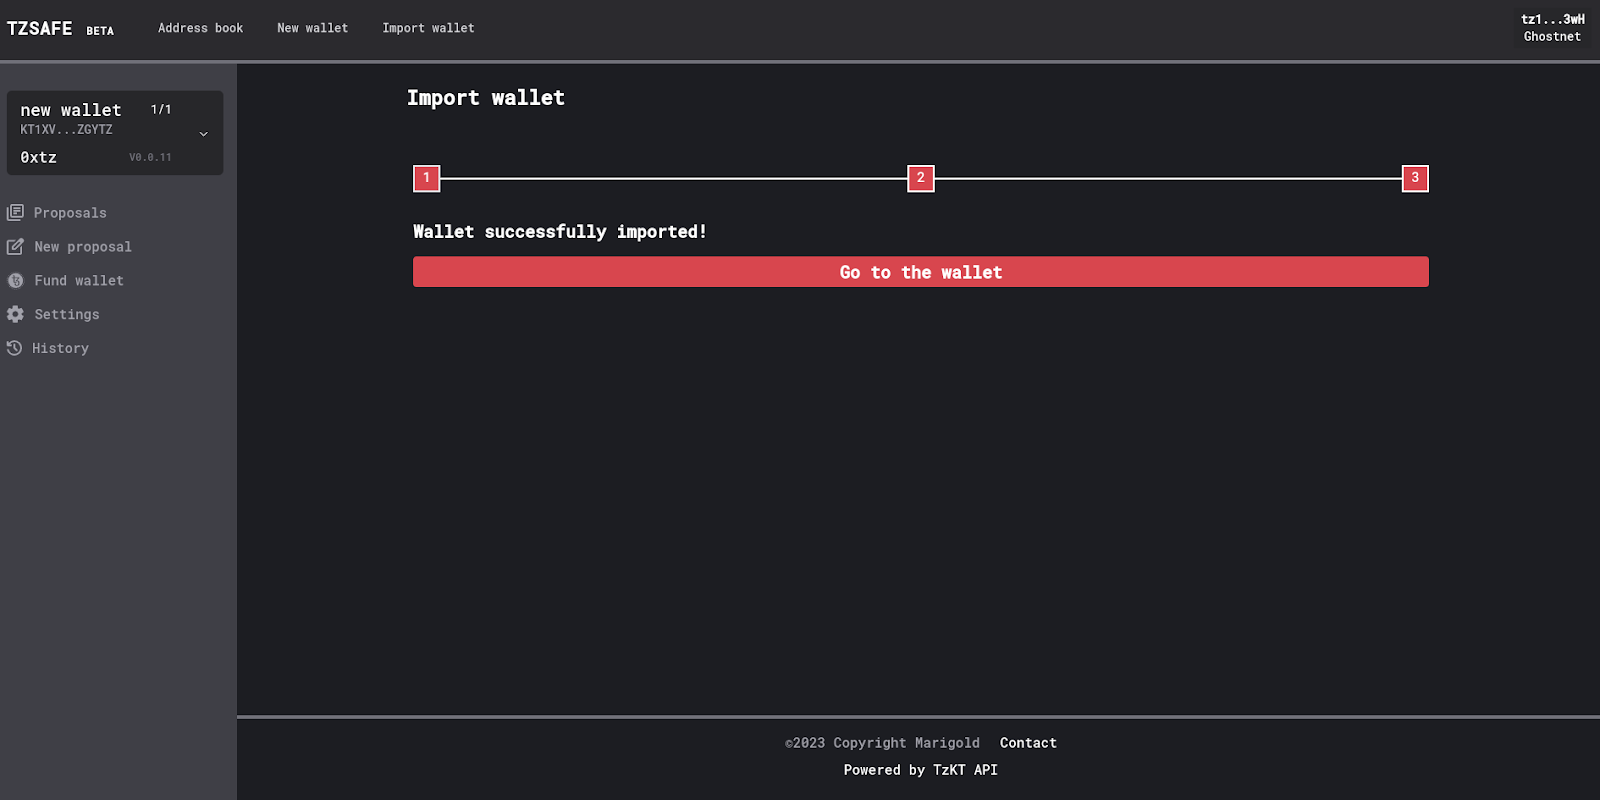 TZSAFE BETA Address book New wallet Import wallet
tz1...3wH
Ghostnet
new wallet 1/1
KT1XV...ZGYTZ
0xtz V0.0.11
Proposals
New proposal
Fund wallet
Settings
History
Import wallet
1 2 3
Wallet successfully imported!
Go to the wallet
©2023 Copyright Marigold Contact
Powered by TzKT API